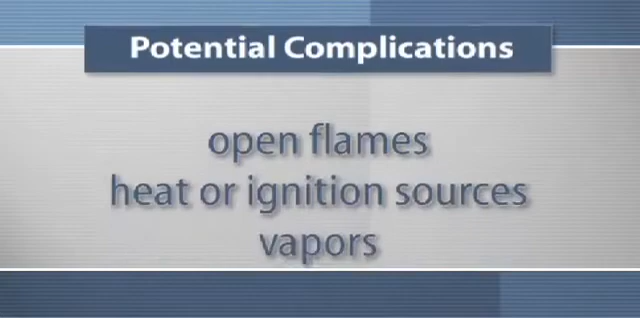 Potential Complications
open flames
heat or ignition sources
vapors